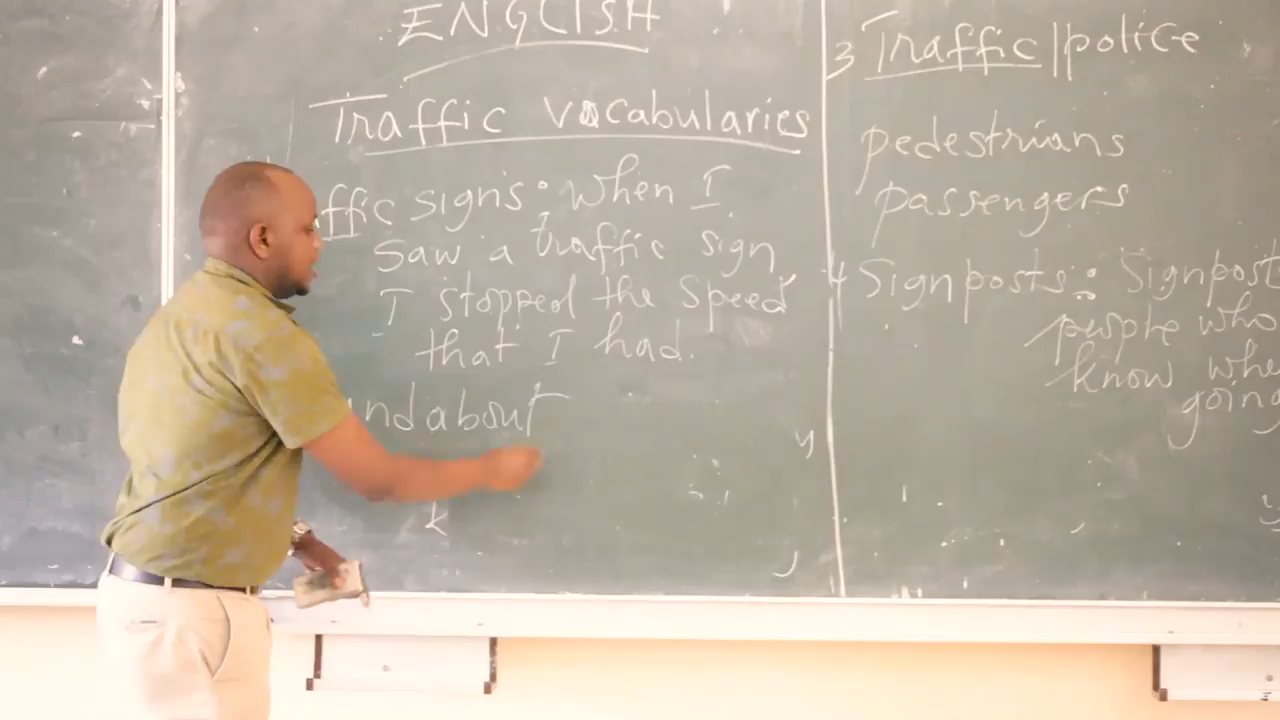 ENGLISH
Traffic Vocabularies
ffic signs: When I
Saw a traffic sign
I stopped the Speed
that I had.
ndabout
y
k
3 Traffic || police
pedestrians
passengers
4 Signposts: Signpost
people who
know whe
going